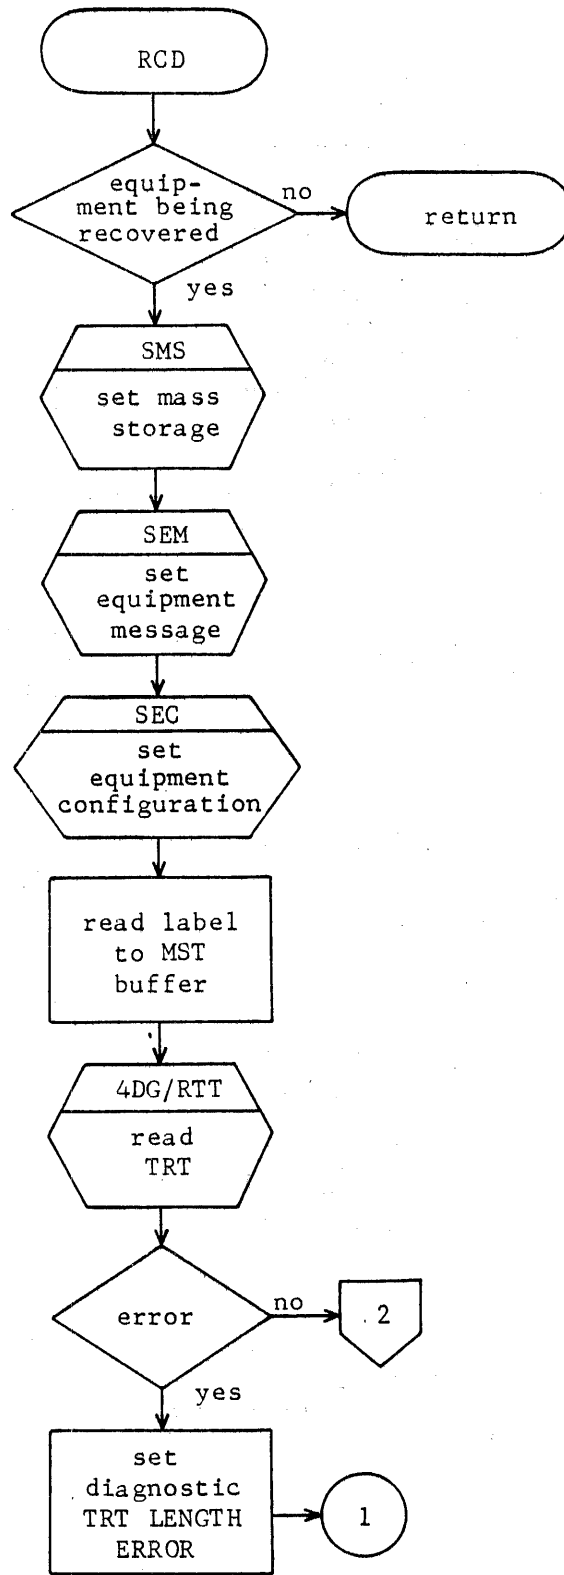 RCD
equip-
ment being
recovered
no
return
yes
SMS
set mass
storage
SEM
set
equipment
message
SEC
set
equipment
configuration
read label
to MST
buffer
4DG/RTT
read
TRT
error
no
2
yes
set
diagnostic
TRT LENGTH
ERROR
1